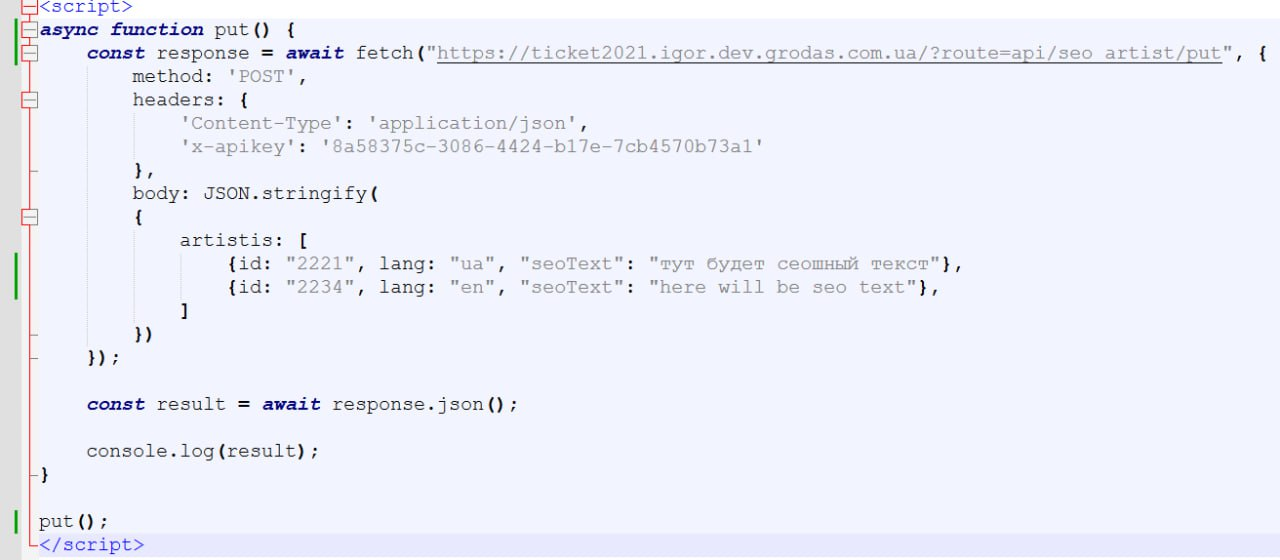 <script>
async function put() {
    const response = await fetch("https://ticket2021.igor.dev.grodas.com.ua/?route=api/seo_artist/put", {
        method: 'POST',
        headers: {
            'Content-Type': 'application/json',
            'x-apikey': '8a58375c-3086-4424-b17e-7cb4570b73a1'
        },
        body: JSON.stringify(
        {
            artistis: [
                {id: "2221", lang: "ua", "seoText": "тут будет сеошный текст"},
                {id: "2234", lang: "en", "seoText": "here will be seo text"},
            ]
        })
    });

    const result = await response.json();

    console.log(result);
}

put();
</script>